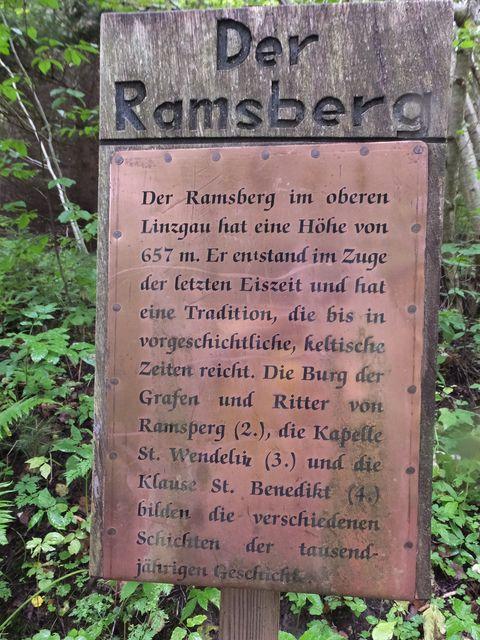 Der
Ramsberg
Der Ramsberg im oberen
Linzgau hat eine Höhe von
657 m. Er entstand im Zuge
der letzten Eiszeit und hat
eine Tradition, die bis in
vorgeschichtliche, keltische
Zeiten reicht. Die Burg der
Grafen und Ritter von
Ramsperg (2.), die Kapelle
St. Wendelin (3.) und die
Klause St. Benedikt (4.)
bilden die verschiedenen
Schichten der tausend-
jährigen Geschicht.